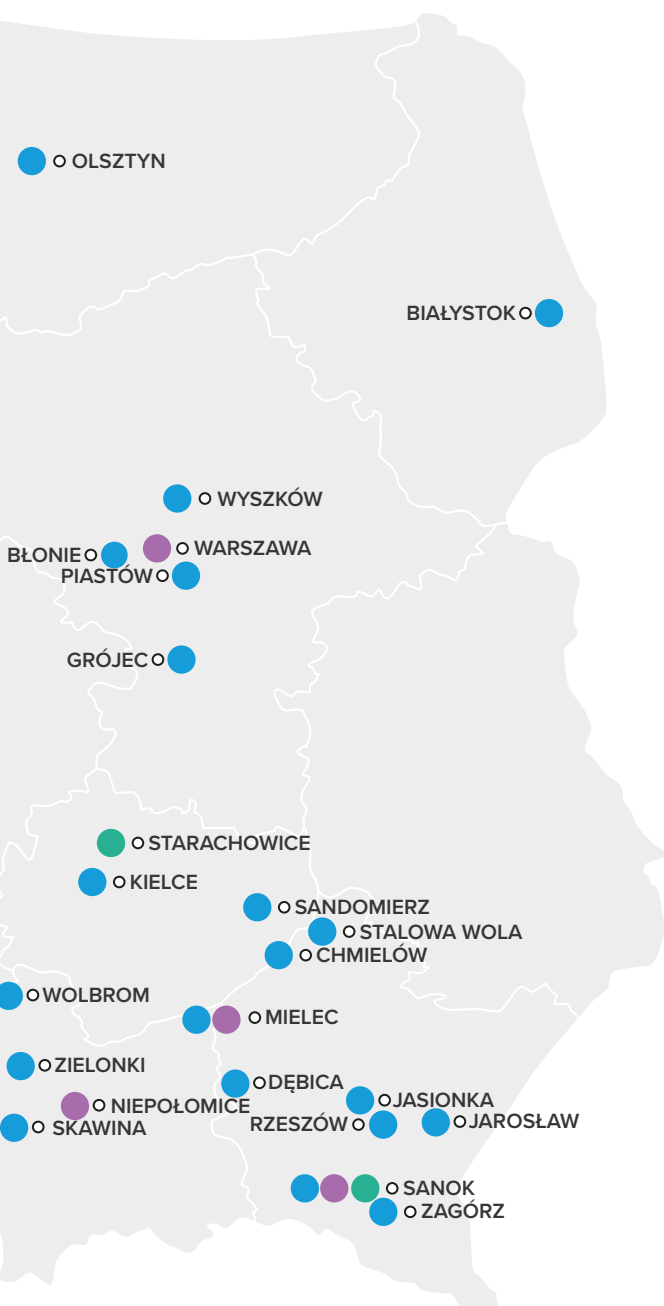 OLSZTYN
BIAŁYSTOK
WYSZKÓW
WARSZAWA
BŁONIE
PIASTÓW
GRÓJEC
STARACHOWICE
KIELCE
SANDOMIERZ
STALOWA WOLA
CHMIELÓW
WOLBROM
MIELEC
ZIELONKI
DĘBICA
JASIONKA
NIEPOŁOMICE
RZESZÓW
JAROSŁAW
SKAWINA
SANOK
ZAGÓRZ